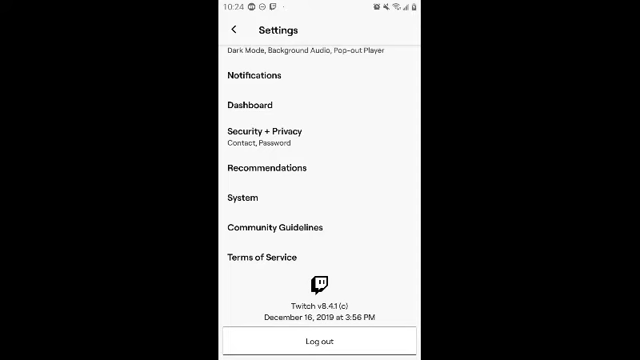 10:24
Settings
Dark Mode, Background Audio, Pop-out Player
Notifications
Dashboard
Security + Privacy
Contact, Password
Recommendations
System
Community Guidelines
Terms of Service
Twitch v8.4.1 (c)
December 16, 2019 at 3:56 PM
Log out